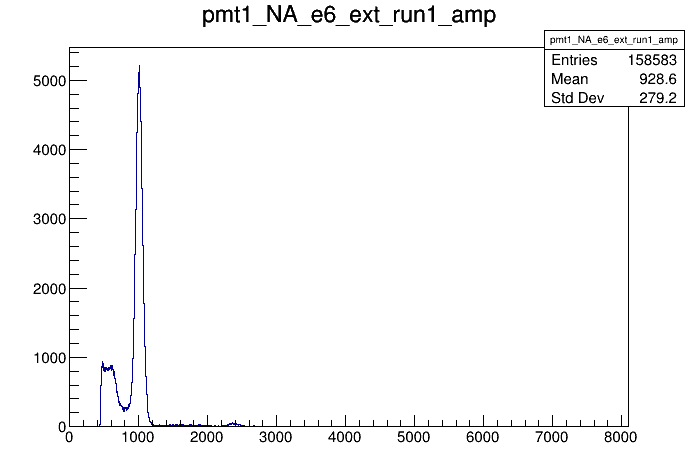 pmt1_NA_e6_ext_run1_amp
pmt1_NA_e6_ext_run1_amp
Entries 158583
Mean 928.6
Std Dev 279.2
5000
4000
3000
2000
1000
0
0 1000 2000 3000 4000 5000 6000 7000 8000